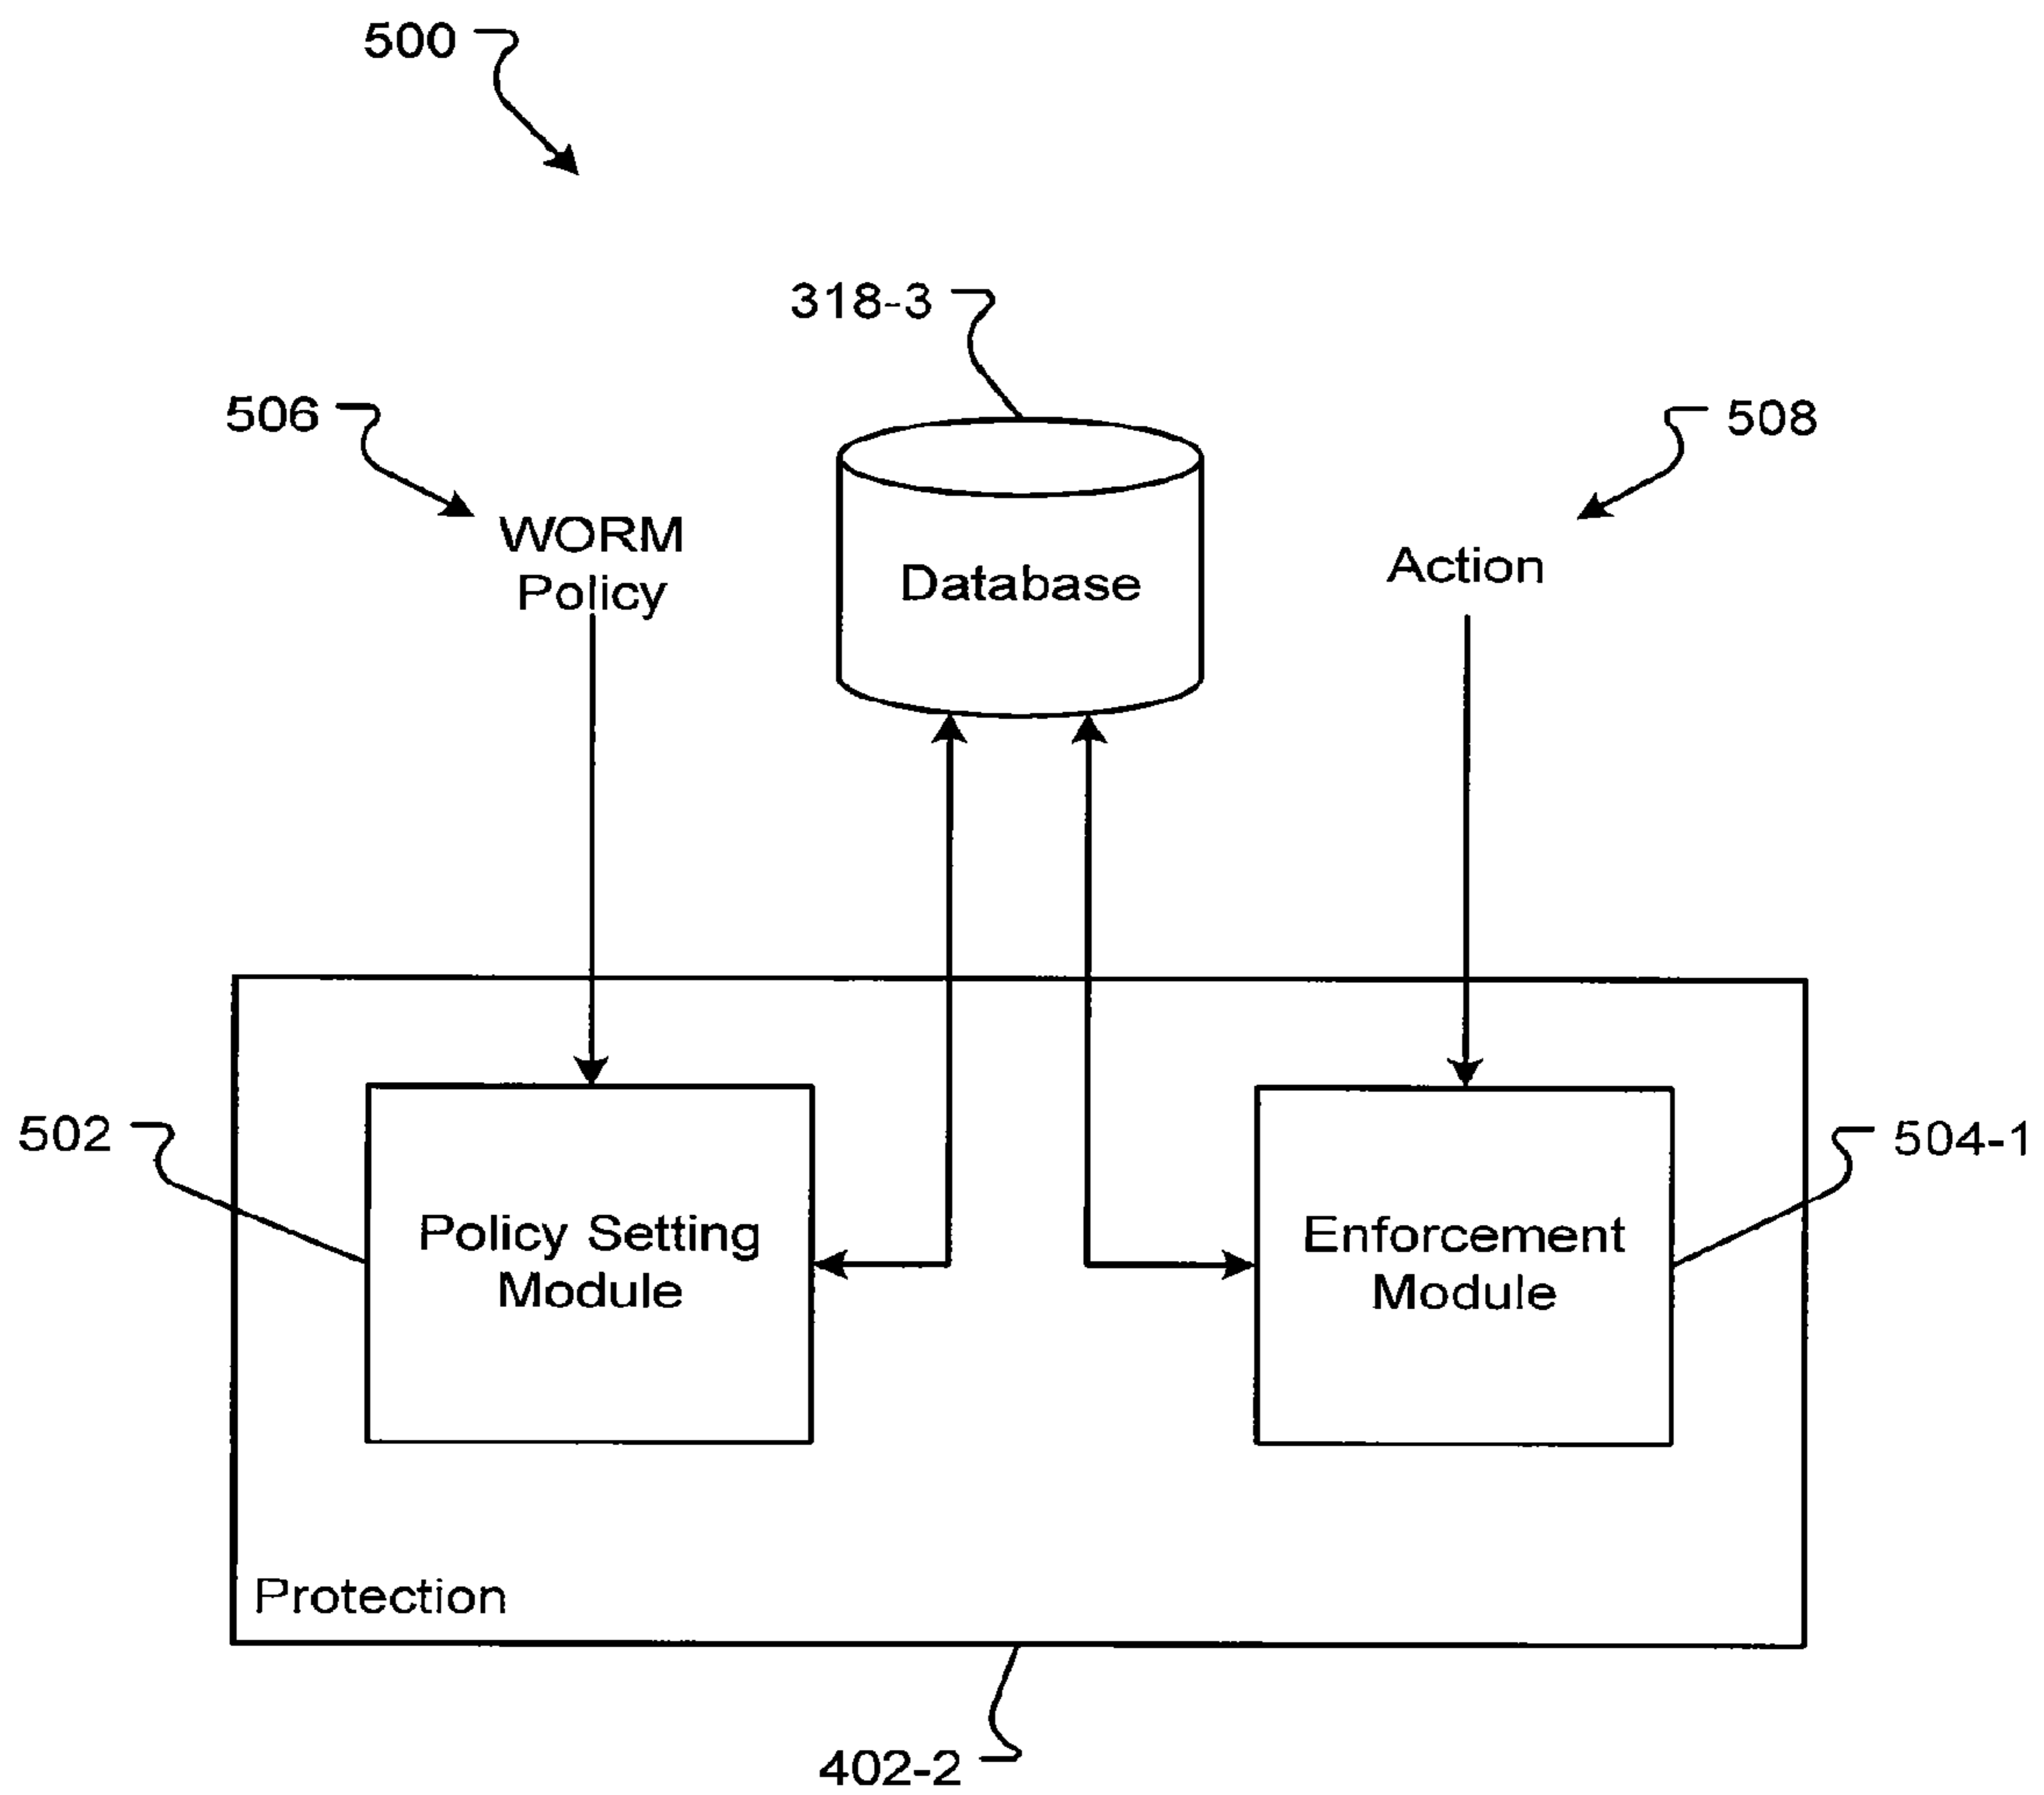 500
318-3
506
508
WORM
Policy
Database
Action
502
504-1
Policy Setting
Module
Enforcement
Module
Protection
402-2